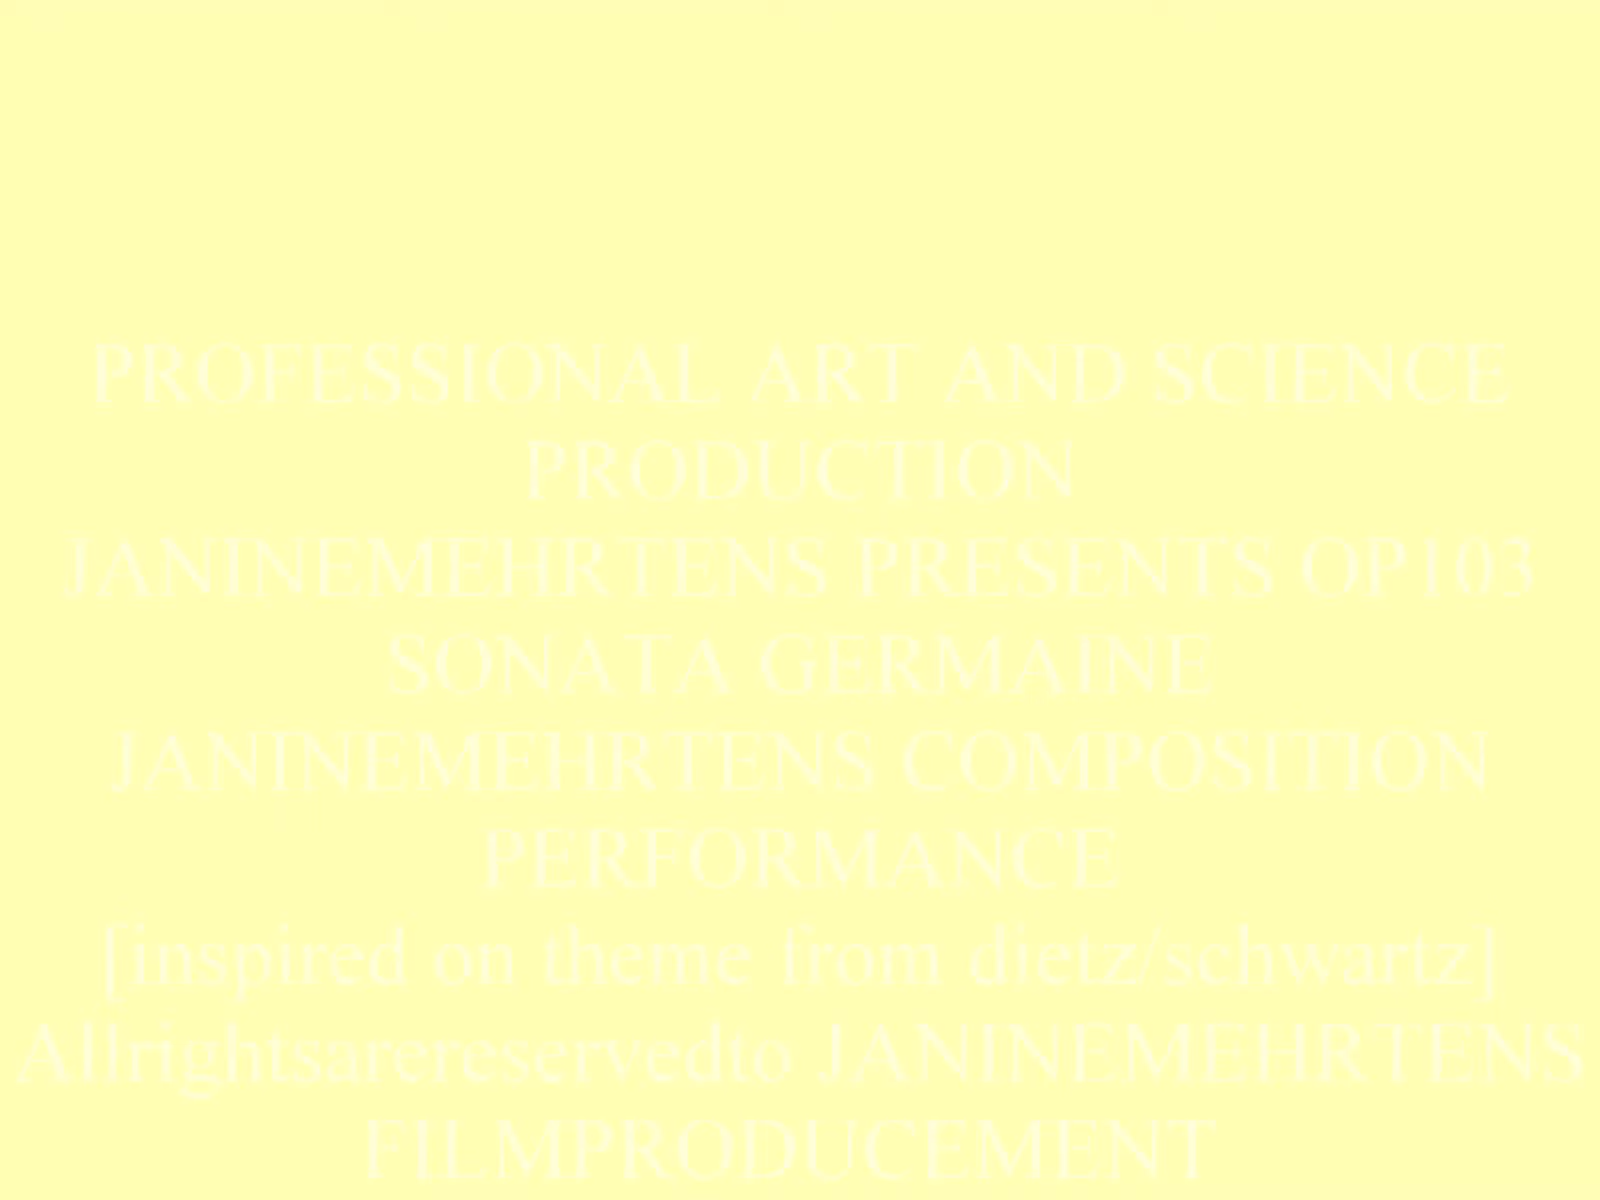 PROFESSIONAL ART AND SCIENCE
PRODUCTION
JANINEMEHRTENS PRESENTS OP103
SONATA GERMAINE
JANINEMEHRTENS COMPOSITION
PERFORMANCE
[inspired on theme from dietz/schwartz]
Allrightsarereservedto JANINEMEHRTENS
FILMPRODUCEMENT